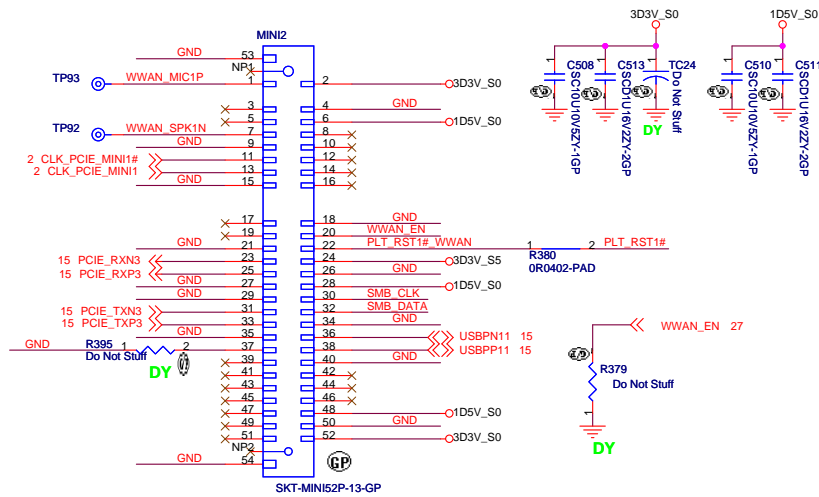 MINI2
3D3V_S0
1D5V_S0
GND
53
NP1
TP93
WWAN_MIC1P
1
2
3D3V_S0
3
4
GND
5
6
1D5V_S0
TP92
WWAN_SPK1N
7
8
GND
9
10
2 CLK_PCIE_MINI1#
11
12
2 CLK_PCIE_MINI1
13
14
GND
15
16
C508
SC10U10V5ZY-1GP
C513
SCD1U16V2ZY-2GP
TC24
Do Not Stuff
DY
C510
SC10U10V5ZY-1GP
C511
SCD1U16V2ZY-2GP
17
18
GND
19
20
WWAN_EN
GND
21
22
PLT_RST1#_WWAN
1
R380
0R0402-PAD
2
PLT_RST1#
15 PCIE_RXN3
23
24
3D3V_S5
15 PCIE_RXP3
25
26
GND
GND
27
28
1D5V_S0
GND
29
30
SMB_CLK
15 PCIE_TXN3
31
32
SMB_DATA
15 PCIE_TXP3
33
34
GND
GND
35
36
USBPN11 15
GND
R395
1
2
Do Not Stuff
DY
37
38
USBPP11 15
39
40
GND
41
42
43
44
45
46
47
48
1D5V_S0
49
50
GND
51
52
3D3V_S0
NP2
GND
54
GP
SKT-MINI52P-13-GP
WWAN_EN 27
R379
Do Not Stuff
1
DY